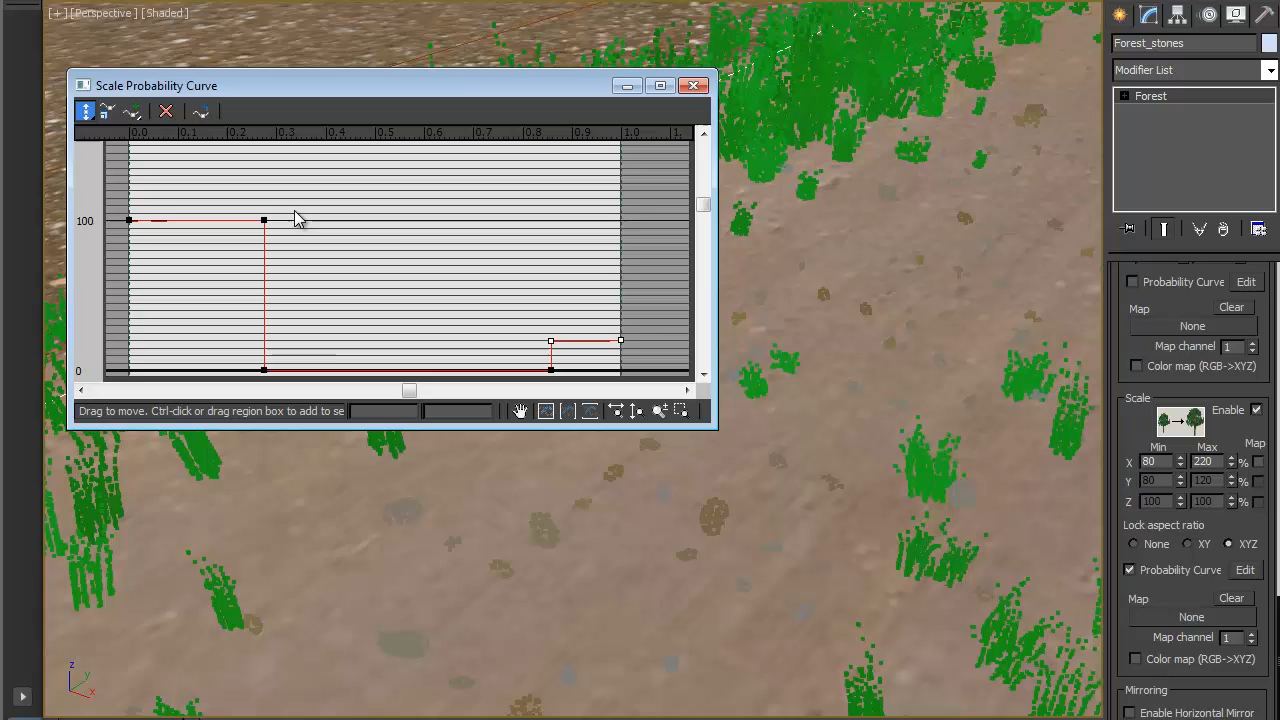 [+][Perspective][Shaded]
Forest_stones
Modifier List
Scale Probability Curve
Forest
0.0 0.1 0.2 0.3 0.4 0.5 0.6 0.7 0.8 0.9 1.0 1.
100
0
Drag to move. Ctrl-click or drag region box to add to se
Probability Curve Edit
Map Clear
None
Map channel 1
Color map (RGB->XYZ)
Scale
Enable
Min Max Map
X 80 220 %
Y 80 120 %
Z 100 100 %
Lock aspect ratio
None XY XYZ
Probability Curve Edit
Map Clear
None
Map channel 1
Color map (RGB->XYZ)
Mirroring
Enable Horizontal Mirror
z
y
x